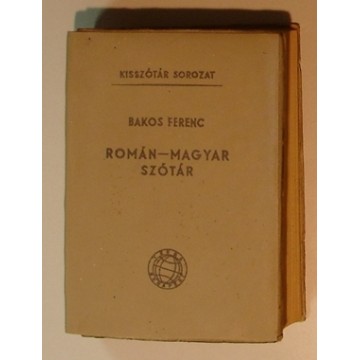 KISSZÓTÁR SOROZAT
BAKOS FERENC
ROMÁN—MAGYAR
SZÓTÁR